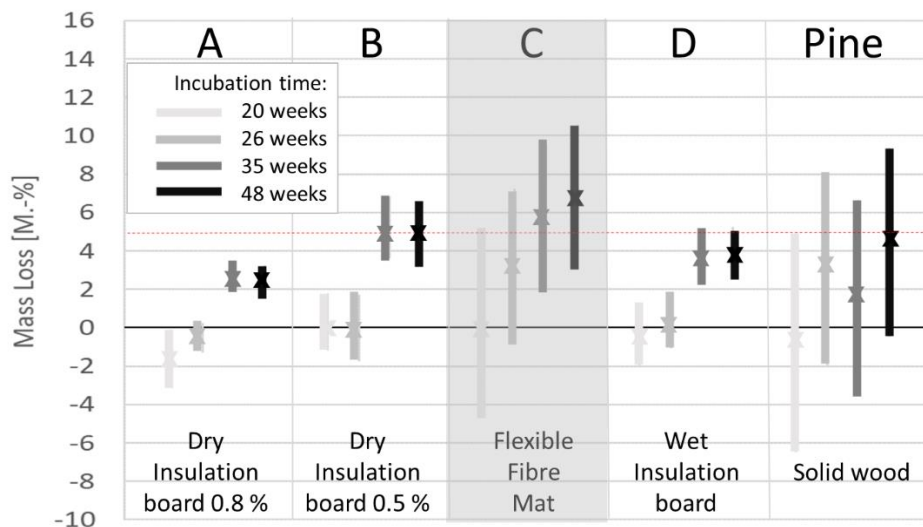 Mass Loss [M.-%]
16
14
12
10
8
6
4
2
0
-2
-4
-6
-8
-10
A
B
C
D
Pine
Incubation time:
20 weeks
26 weeks
35 weeks
48 weeks
Dry
Insulation
board 0.8 %
Dry
Insulation
board 0.5 %
Flexible
Fibre
Mat
Wet
Insulation
board
Solid wood